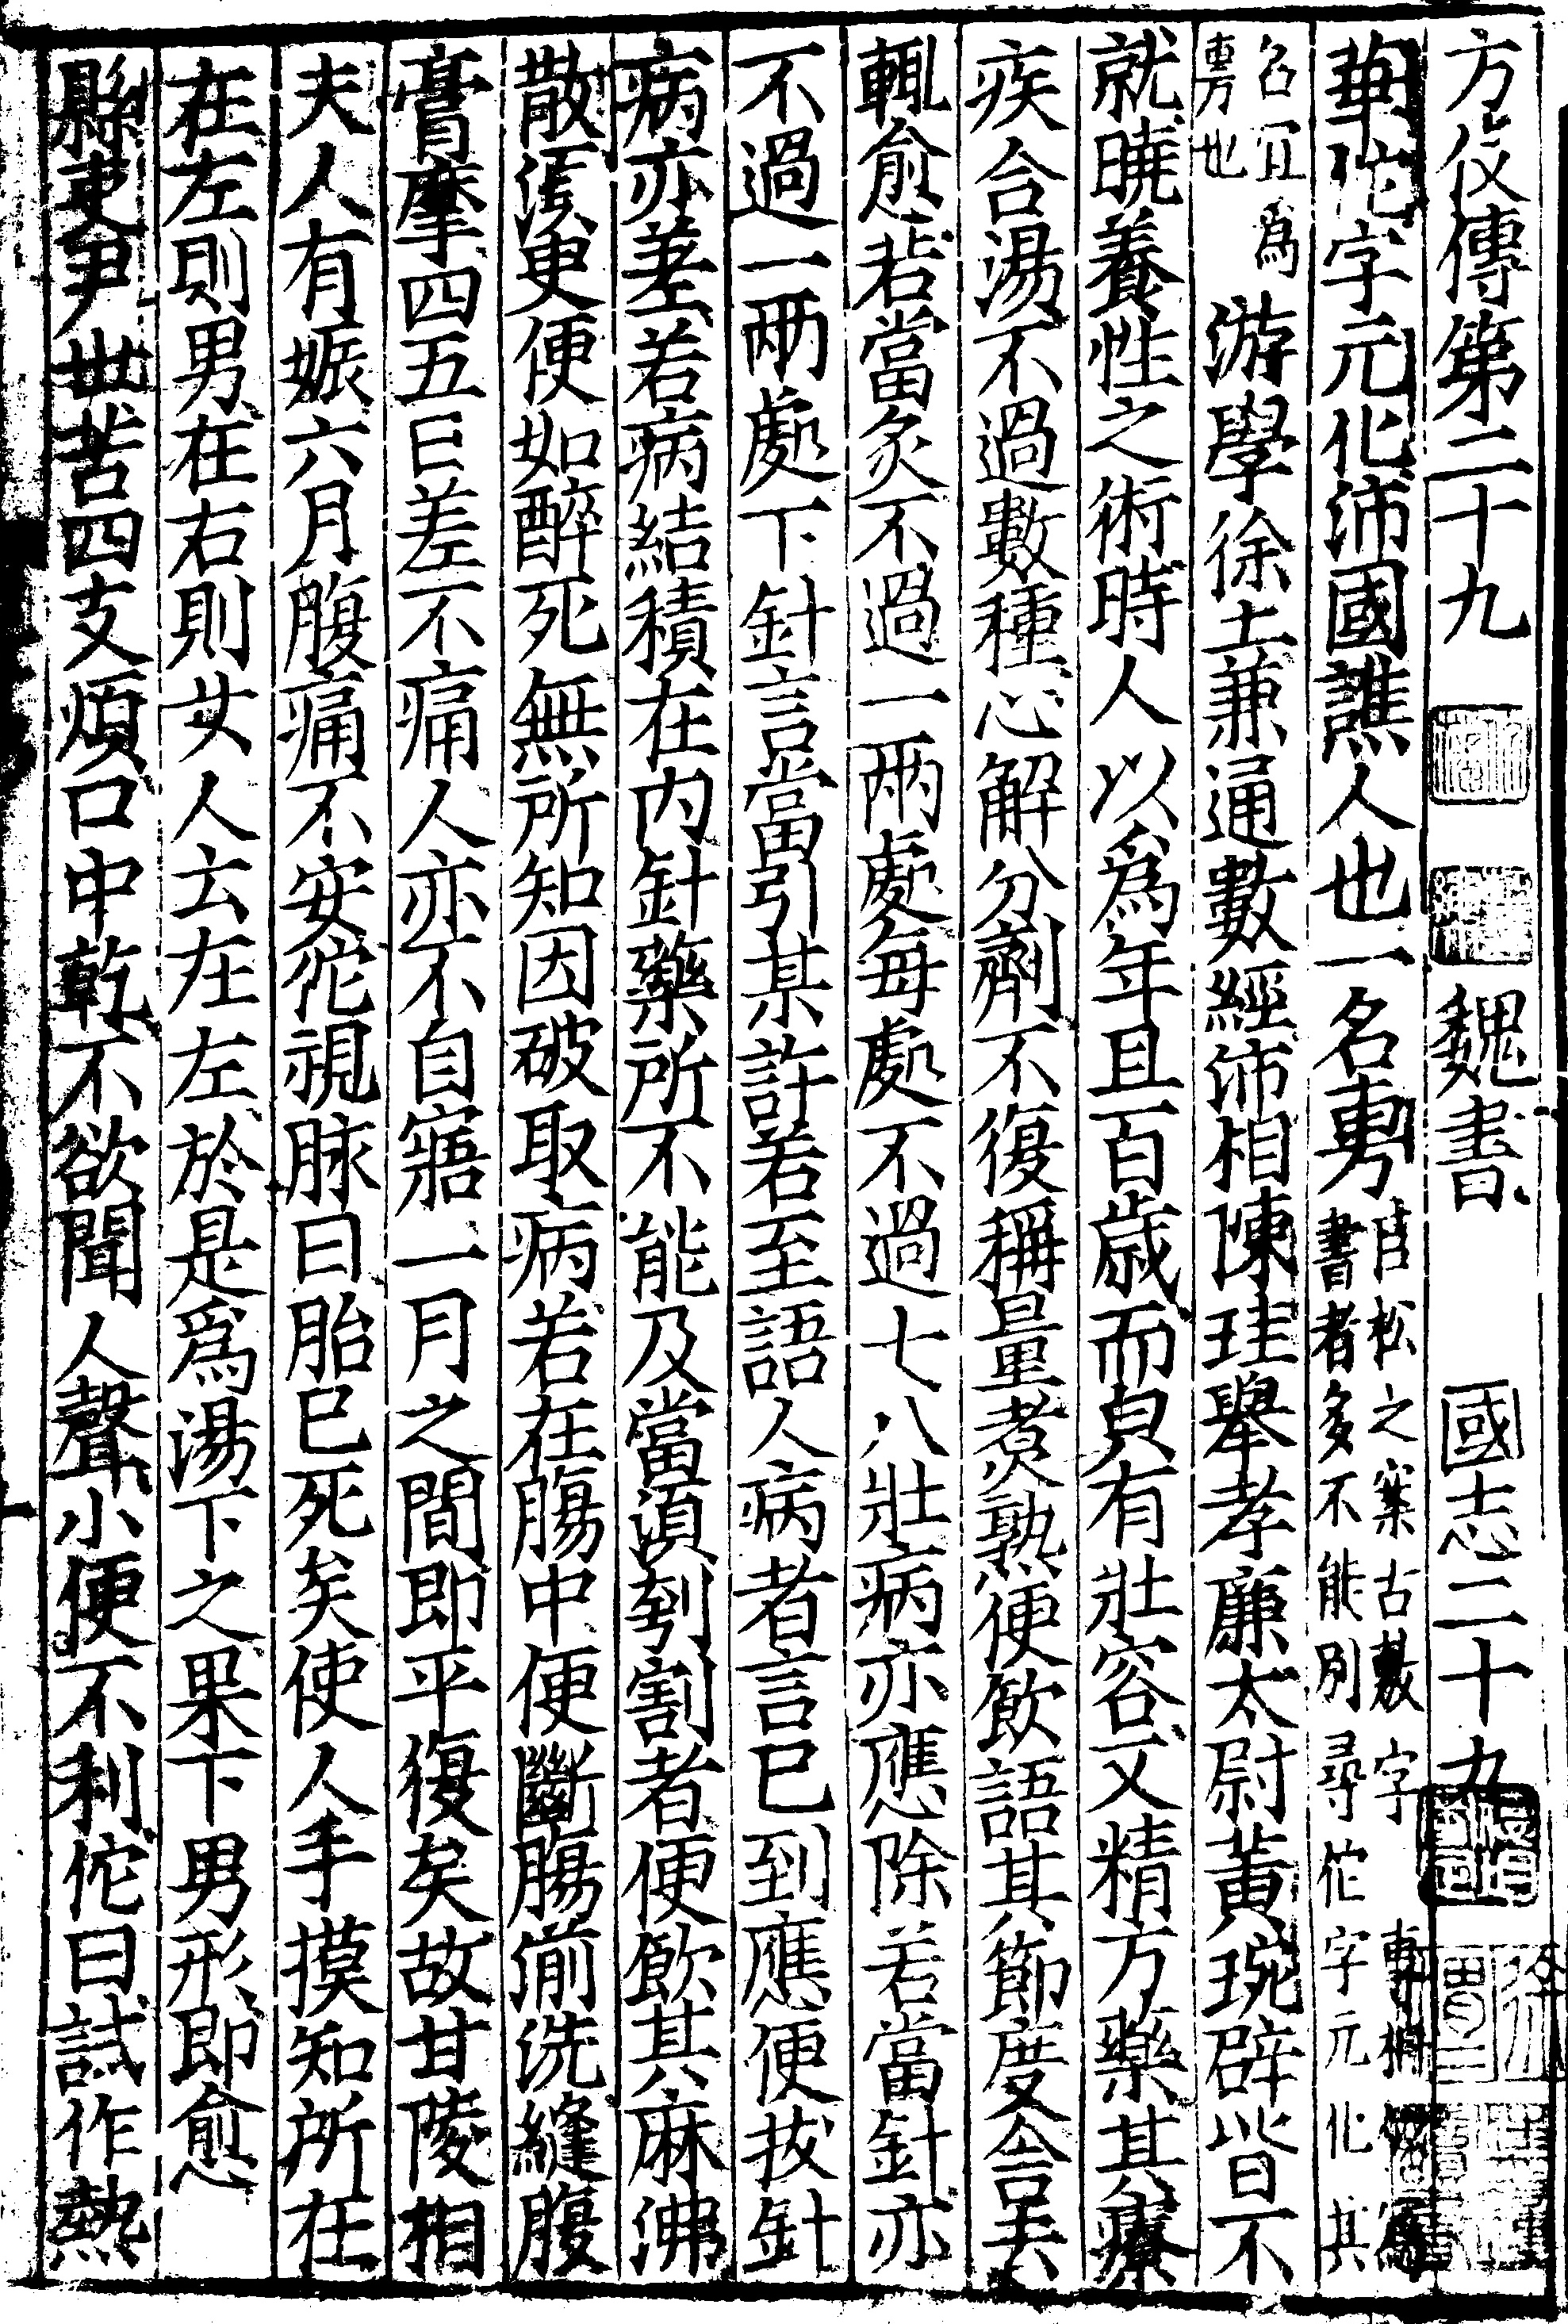 方伎傳第二十九 魏書 國志二十九
華佗字元化沛國譙人也一名旉臣松之案古敷字與旉相似寫書者多不能別尋佗字元化其
名宜爲旉也游學徐土兼通數經沛相陳珪舉孝廉太尉黃琬辟皆不
就曉養性之術時人以爲年且百歲而皃有壯容又精方藥其療
疾合湯不過數種心解分劑不復稱量煑熟便飲語其節度舍去
輒愈若當灸不過一兩處每處不過七八壯病亦應除若當針亦
不過一兩處下針言當引某許若至語人病者言已到應便拔針
病亦差若病結積在内針藥所不能及當須刳割者便飲其麻沸
散須臾便如醉死無所知因破取病若在腸中便斷腸湔洗縫腹
膏摩四五日差不痛人亦不自寤一月之間即平復矣故甘陵相
夫人有娠六月腹痛不安佗視脉曰胎已死矣使人手摸知所在
在左則男在右則女人云在左於是爲湯下之果下男形即愈
縣吏尹世苦四支煩口中乾不欲聞人聲小便不利佗曰試作熱